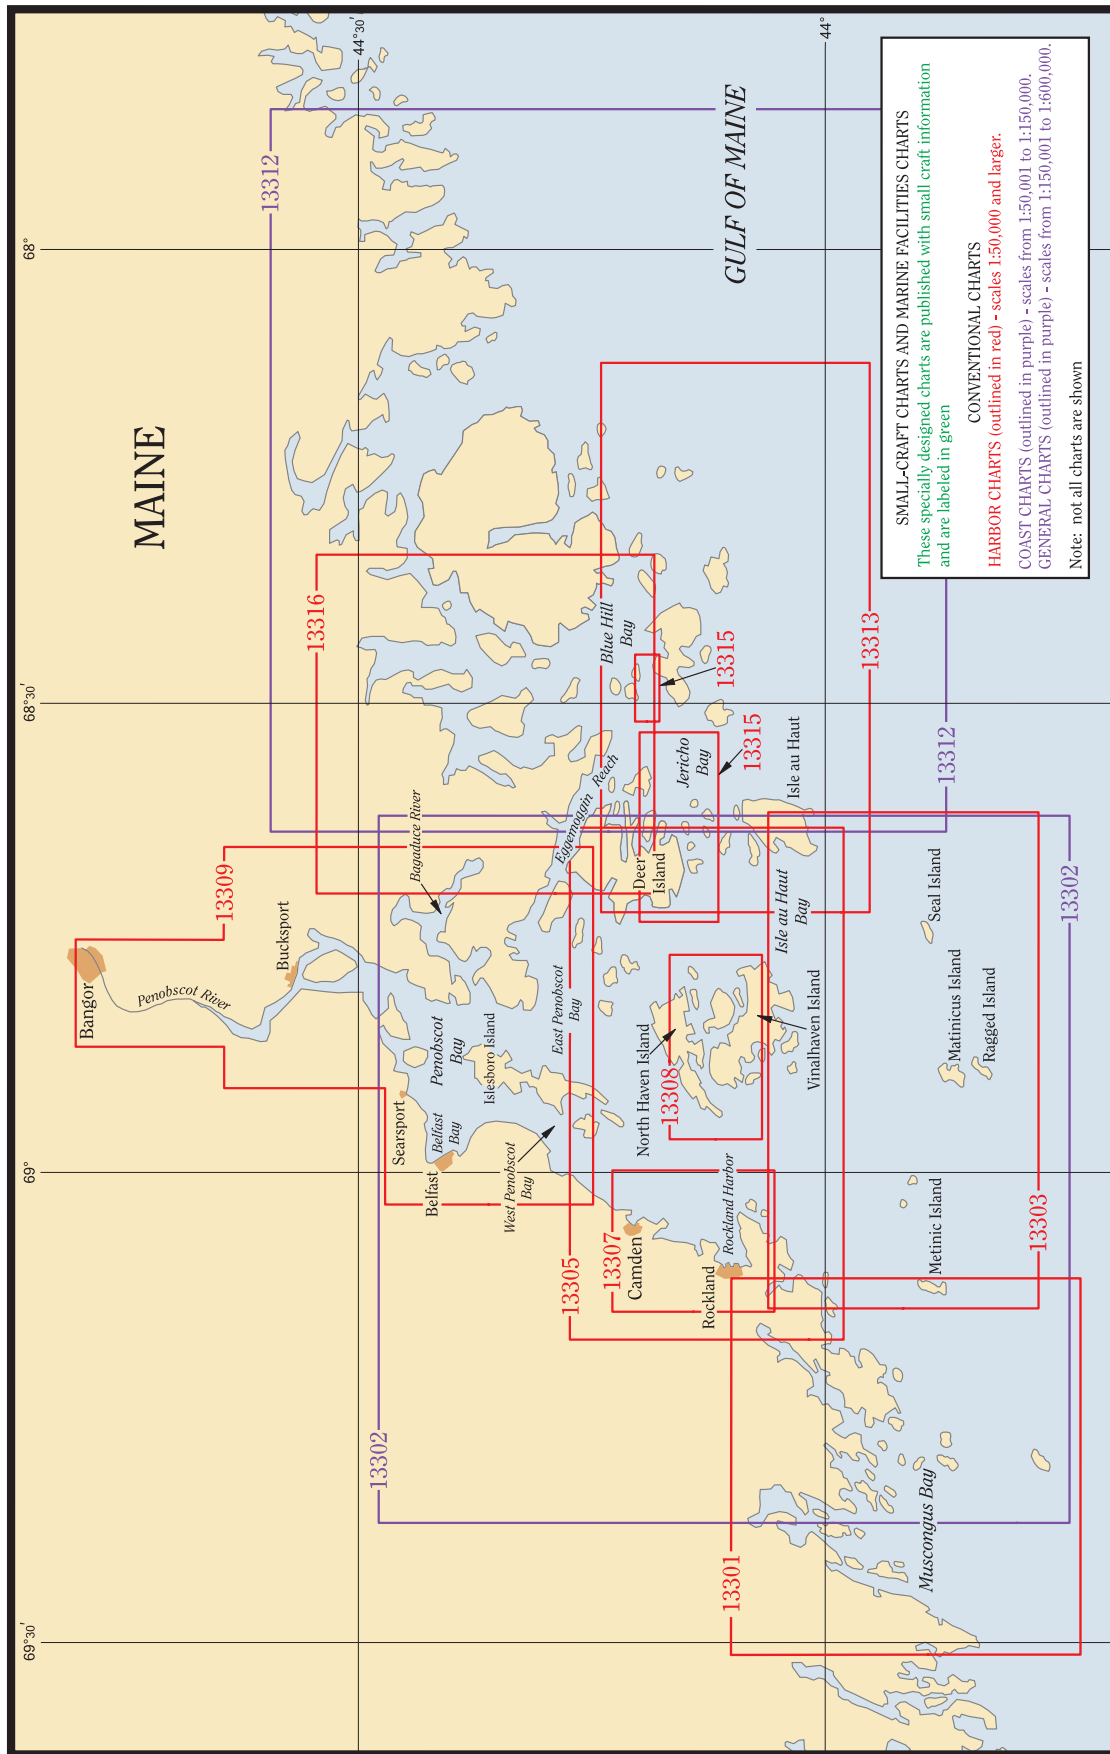 69°30'
69°
68°30'
68°
44°30'
44°
MAINE
GULF OF MAINE
13312
13316
13309
Bangor
Penobscot River
Bucksport
Bagaduce River
Searsport
Belfast
Belfast
Bay
Penobscot
Bay
Islesboro Island
West Penobscot
Bay
East Penobscot
Bay
Eggemoggin Reach
Blue Hill
Bay
13315
Deer
Island
Jericho
Bay
13315
Isle au Haut
13313
13302
13305
13307
Camden
Rockland
Rockland Harbor
North Haven Island
13308
Vinalhaven Island
Isle au Haut
Bay
13312
Seal Island
Matinicus Island
Ragged Island
Metinic Island
13303
13302
13301
Muscongus Bay
SMALL-CRAFT CHARTS AND MARINE FACILITIES CHARTS
These specially designed charts are published with small craft information
and are labeled in green
CONVENTIONAL CHARTS
HARBOR CHARTS (outlined in red) - scales 1:50,000 and larger.
COAST CHARTS (outlined in purple) - scales from 1:50,001 to 1:150,000.
GENERAL CHARTS (outlined in purple) - scales from 1:150,001 to 1:600,000.
Note: not all charts are shown